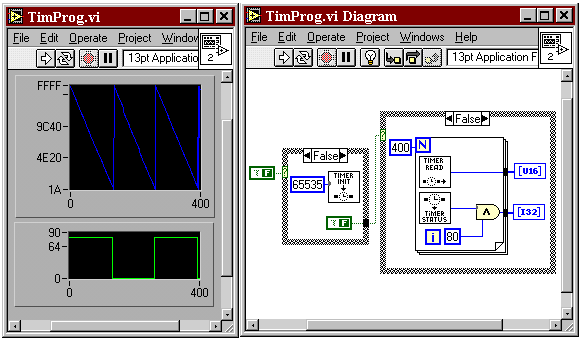 TimProg.vi
File Edit Operate Project Window
13pt Application
2
FFFF
9C40
4E20
1A
0 400
90
64
0
0 400
TimProg.vi Diagram
File Edit Operate Project Windows Help
13pt Application F
2
False
False
400 N
TIMER READ
[U16]
F
65535
TIMER INIT
F
TIMER STATUS
[I32]
i 80